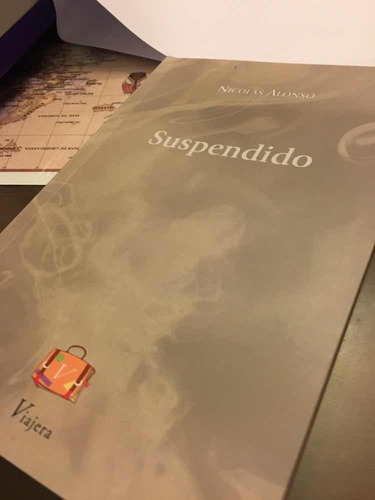 NICOLÁS ALONSO
Suspendido
V
Viajera